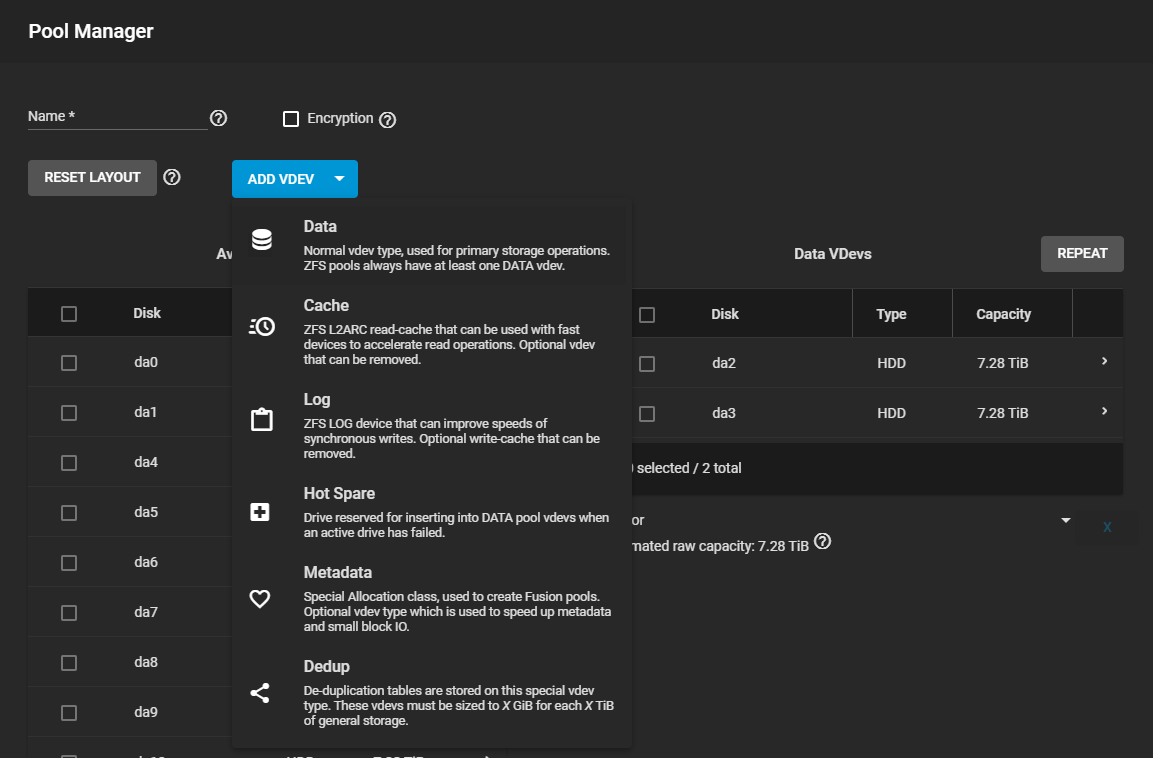 Pool Manager
Name *
Encryption
RESET LAYOUT
ADD VDEV
Data
Normal vdev type, used for primary storage operations.
ZFS pools always have at least one DATA vdev.
Cache
ZFS L2ARC read-cache that can be used with fast
devices to accelerate read operations. Optional vdev
that can be removed.
Log
ZFS LOG device that can improve speeds of
synchronous writes. Optional write-cache that can be
removed.
Hot Spare
Drive reserved for inserting into DATA pool vdevs when
an active drive has failed.
Metadata
Special Allocation class, used to create Fusion pools.
Optional vdev type which is used to speed up metadata
and small block IO.
Dedup
De-duplication tables are stored on this special vdev
type. These vdevs must be sized to X GiB for each X TiB
of general storage.
Disk
da0
da1
da4
da5
da6
da7
da8
da9
Data VDevs
REPEAT
Disk Type Capacity
da2 HDD 7.28 TiB
da3 HDD 7.28 TiB
selected / 2 total
or
mated raw capacity: 7.28 TiB
X